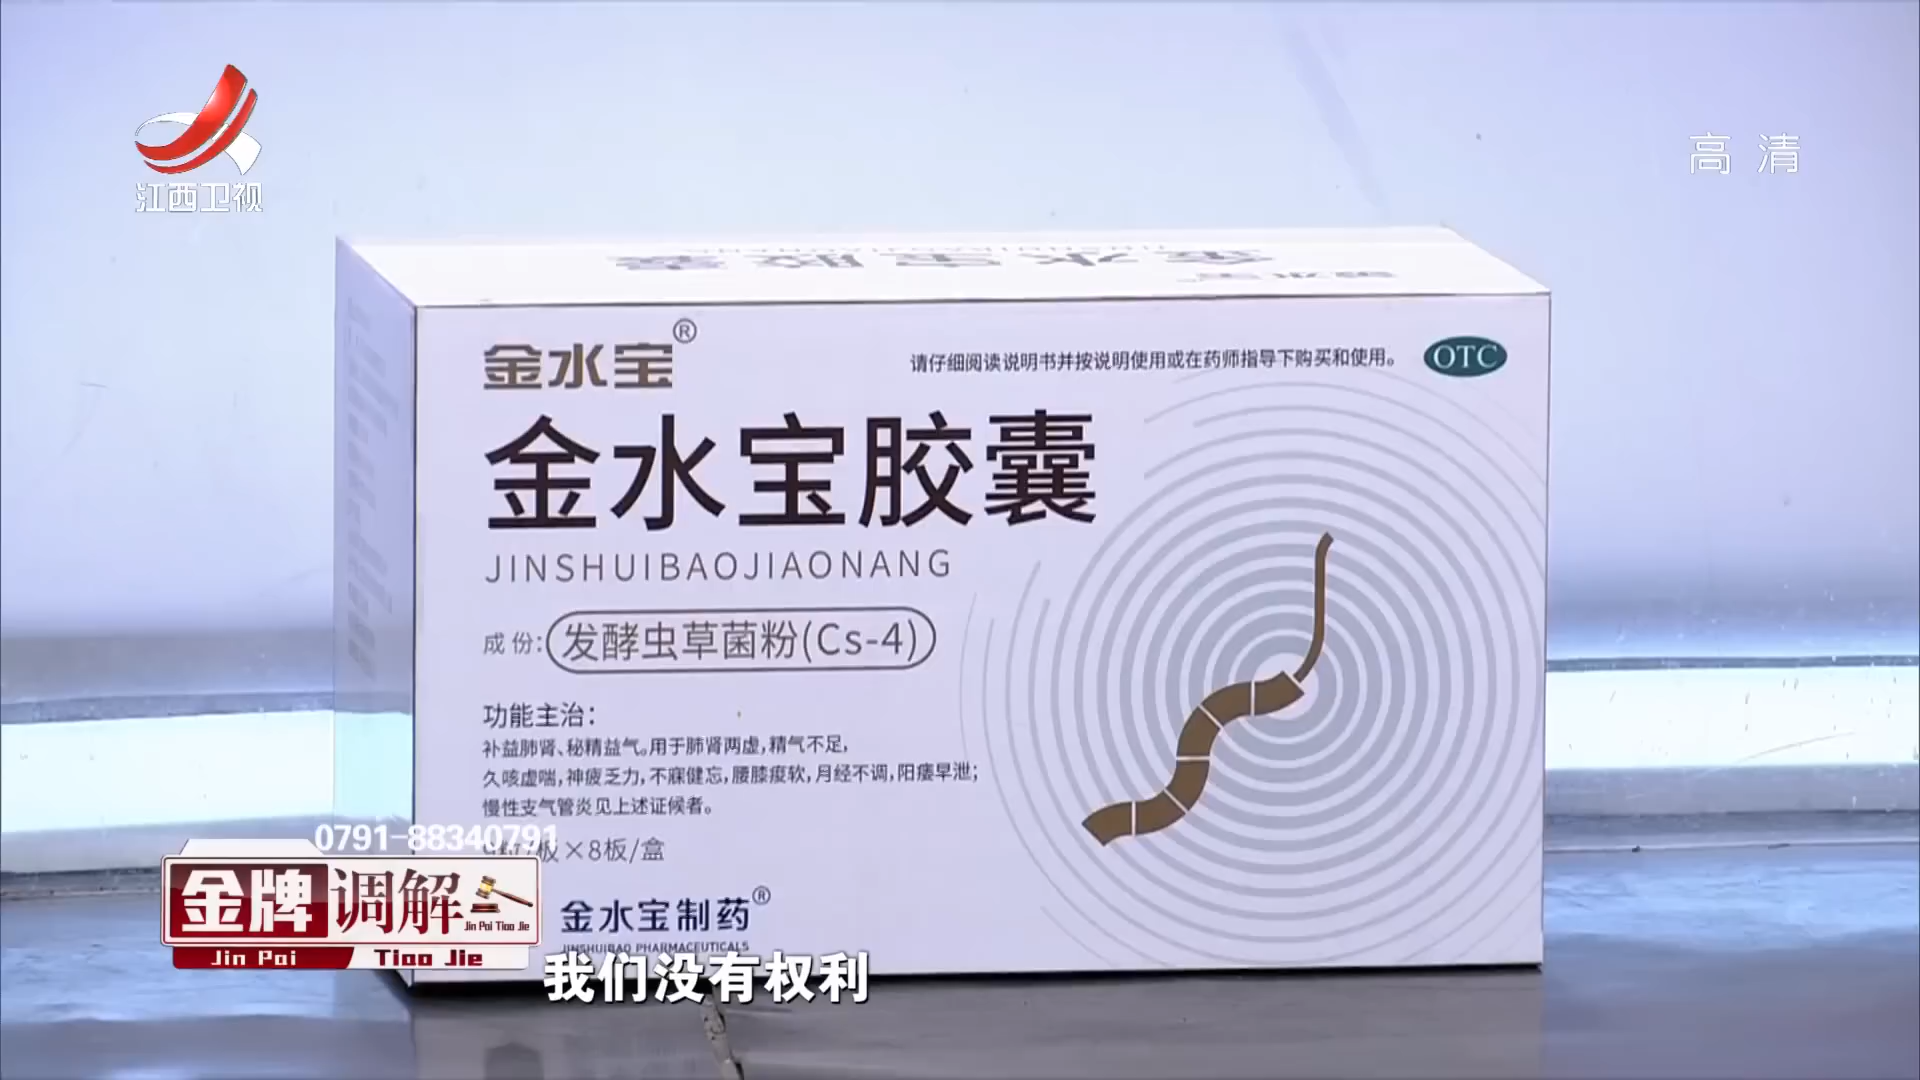 江西卫视
高清
金水宝®
请仔细阅读说明书并按说明使用或在药师指导下购买和使用。
OTC
金水宝胶囊
JINSHUIBAOJIAONANG
成份:发酵虫草菌粉(Cs-4)
功能主治:
补益肺肾、秘精益气。用于肺肾两虚,精气不足,
久咳虚喘,神疲乏力,不寐健忘,腰膝痠软,月经不调,阳痿早泄;
慢性支气管炎见上述证候者。
板×8板/盒
0791-88340791
金牌调解
Jin Pai Tiao Jie
Jin Pai Tiao Jie
金水宝制药®
JINSHUIBAO PHARMACEUTICALS
我们没有权利